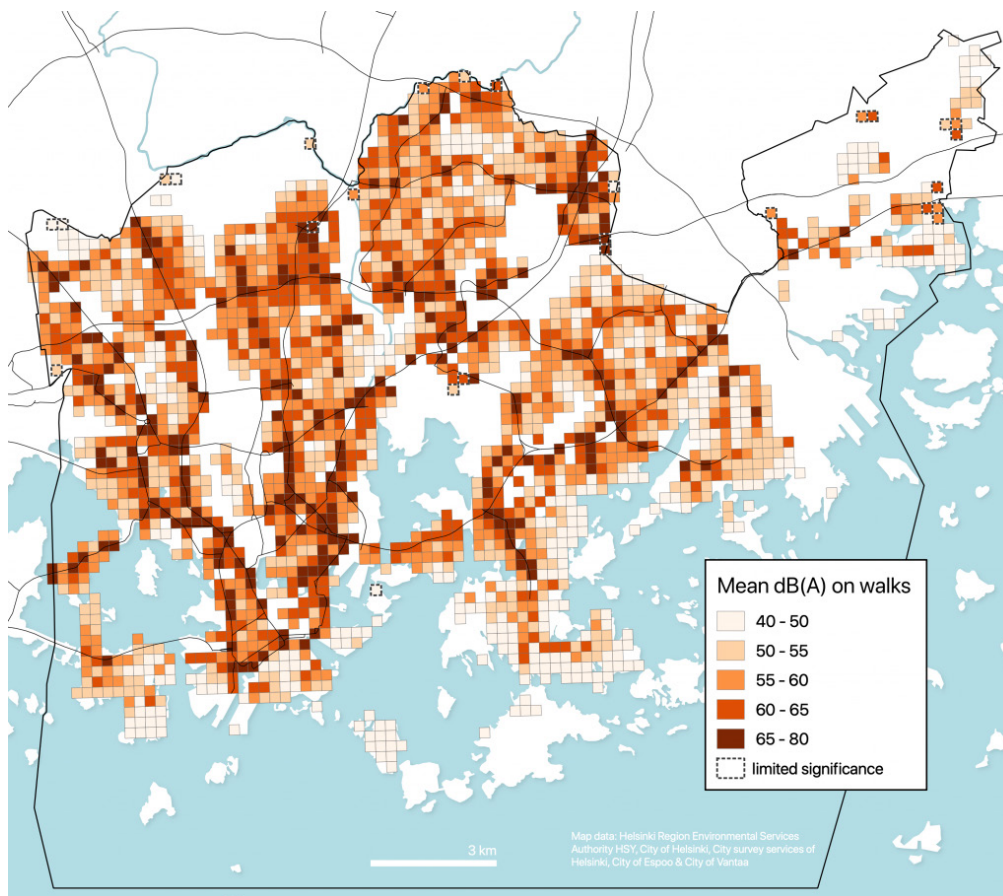 Mean dB(A) on walks
40 - 50
50 - 55
55 - 60
60 - 65
65 - 80
limited significance
3 km
Map data: Helsinki Region Environmental Services
Authority HSY, City of Helsinki, City survey services of
Helsinki, City of Espoo & City of Vantaa